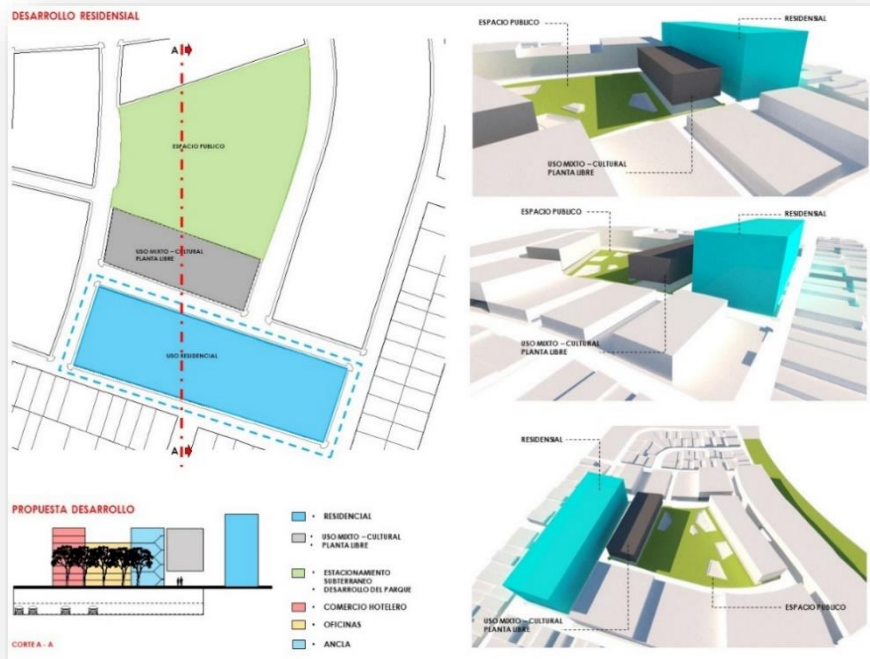 DESARROLLO RESIDENSIAL
A
ESPACIO PUBLICO
USO MIXTO – CULTURAL
PLANTA LIBRE
USO RESIDENCIAL
A
PROPUESTA DESARROLLO
• RESIDENCIAL
• USO MIXTO – CULTURAL
• PLANTA LIBRE
• ESTACIONAMIENTO
SUBTERRANEO
• DESARROLLO DEL PARQUE
• COMERCIO HOTELERO
• OFICINAS
• ANCLA
CORTE A - A
ESPACIO PUBLICO
RESIDENSIAL
USO MIXTO – CULTURAL
PLANTA LIBRE
ESPACIO PUBLICO
RESIDENSIAL
USO MIXTO – CULTURAL
PLANTA LIBRE
RESIDENSIAL
ESPACIO PUBLICO
USO MIXTO – CULTURAL
PLANTA LIBRE